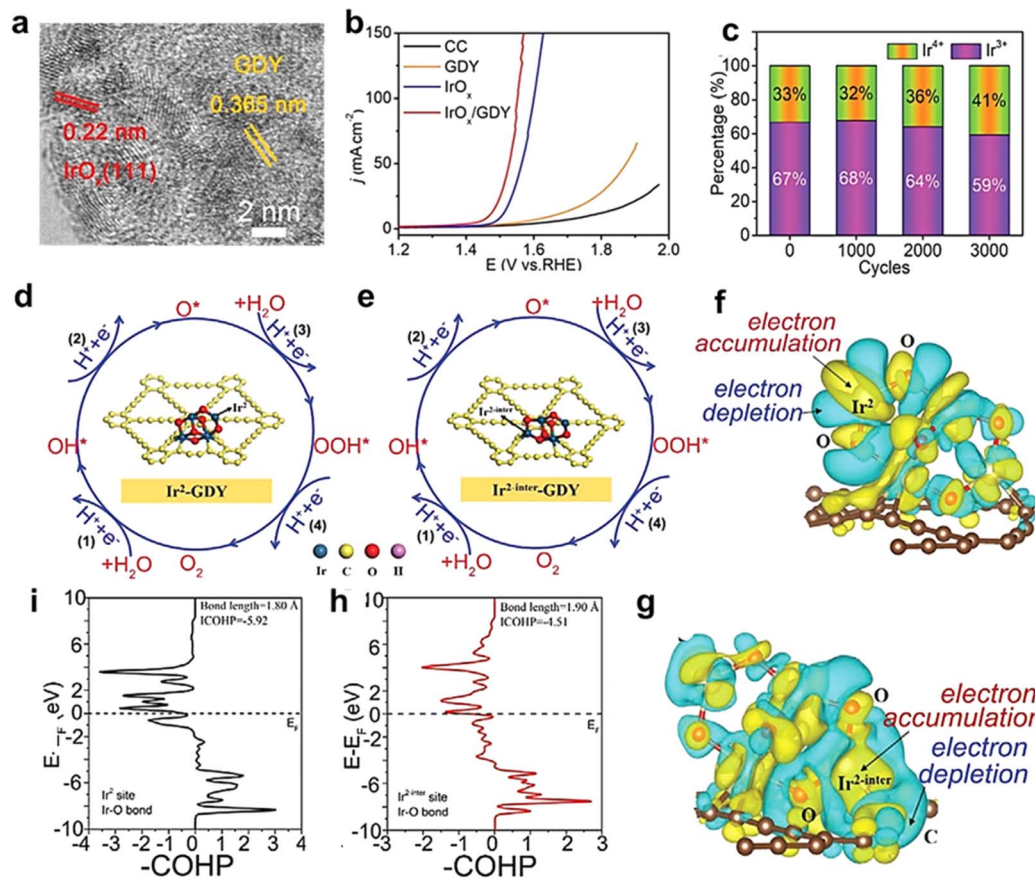 a
GDY
0.365 nm
0.22 nm
IrOx(111)
2 nm
b
CC
GDY
IrOx
IrOx/GDY
150
100
50
0
j (mA cm-2)
1.2 1.4 1.6 1.8 2.0
E (V vs.RHE)
c
Ir4+ Ir3+
100
80
60
40
20
0
Percentage (%)
33% 32% 36% 41%
67% 68% 64% 59%
0 1000 2000 3000
Cycles
d
O*
+H2O
(2)
H++e-
(3)
H++e-
Ir2
OH*
OOH*
Ir2-GDY
H++e-
(1)
H++e-
(4)
+H2O
O2
e
O*
+H2O
(2)
H++e-
(3)
H++e-
Ir2-inter
OH*
OOH*
Ir2-inter-GDY
H++e-
(1)
H++e-
(4)
+H2O
O2
Ir C O H
f
electron
accumulation
electron
depletion
O
Ir2
O
i
Bond length=1.80 Å
ICOHP=-5.92
10
6
2
0
-2
-6
-10
EF
Ir2 site
Ir-O bond
-4 -3 -2 -1 0 1 2 3 4
-COHP
h
Bond length=1.90 Å
ICOHP=-4.51
10
6
2
0
-2
-6
-10
E-EF (eV)
EF
Ir2-inter site
Ir-O bond
-4 -3 -2 -1 0 1 2 3
-COHP
g
O
electron
accumulation
electron
depletion
Ir2-inter
O
C